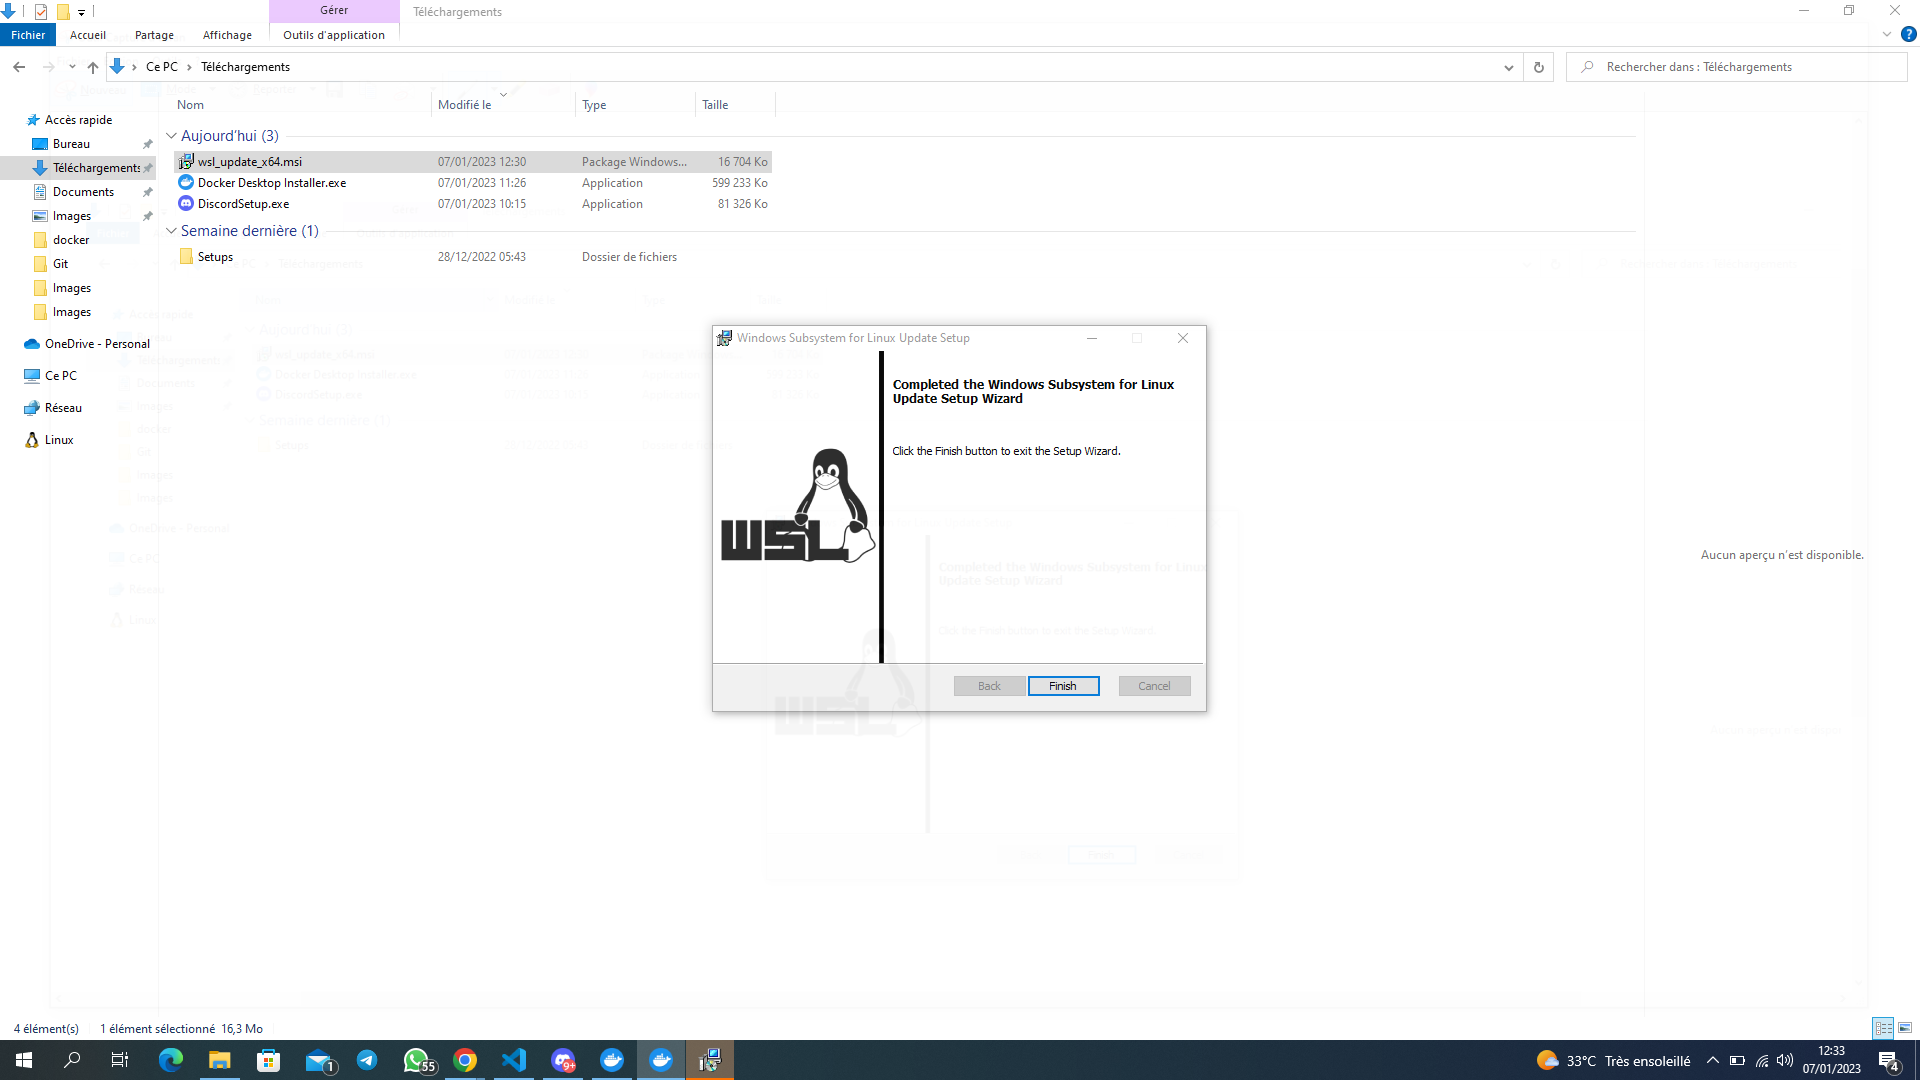 Gérer
Téléchargements
Fichier
Accueil
Partage
Affichage
Outils d'application
Ce PC
Téléchargements
Rechercher dans : Téléchargements
Nom
Modifié le
Type
Taille
Accès rapide
Bureau
Téléchargements
Documents
Images
docker
Git
Images
Images
OneDrive - Personal
Ce PC
Réseau
Linux
Aujourd'hui (3)
wsl_update_x64.msi 07/01/2023 12:30 Package Windows... 16 704 Ko
Docker Desktop Installer.exe 07/01/2023 11:26 Application 599 233 Ko
DiscordSetup.exe 07/01/2023 10:15 Application 81 326 Ko
Semaine dernière (1)
Setups 28/12/2022 05:43 Dossier de fichiers
Windows Subsystem for Linux Update Setup
Completed the Windows Subsystem for Linux
Update Setup Wizard
Click the Finish button to exit the Setup Wizard.
WSL
Back
Finish
Cancel
Aucun aperçu n'est disponible.
4 élément(s)
1 élément sélectionné 16,3 Mo
1
55
9+
33°C Très ensoleillé
12:33
07/01/2023
4